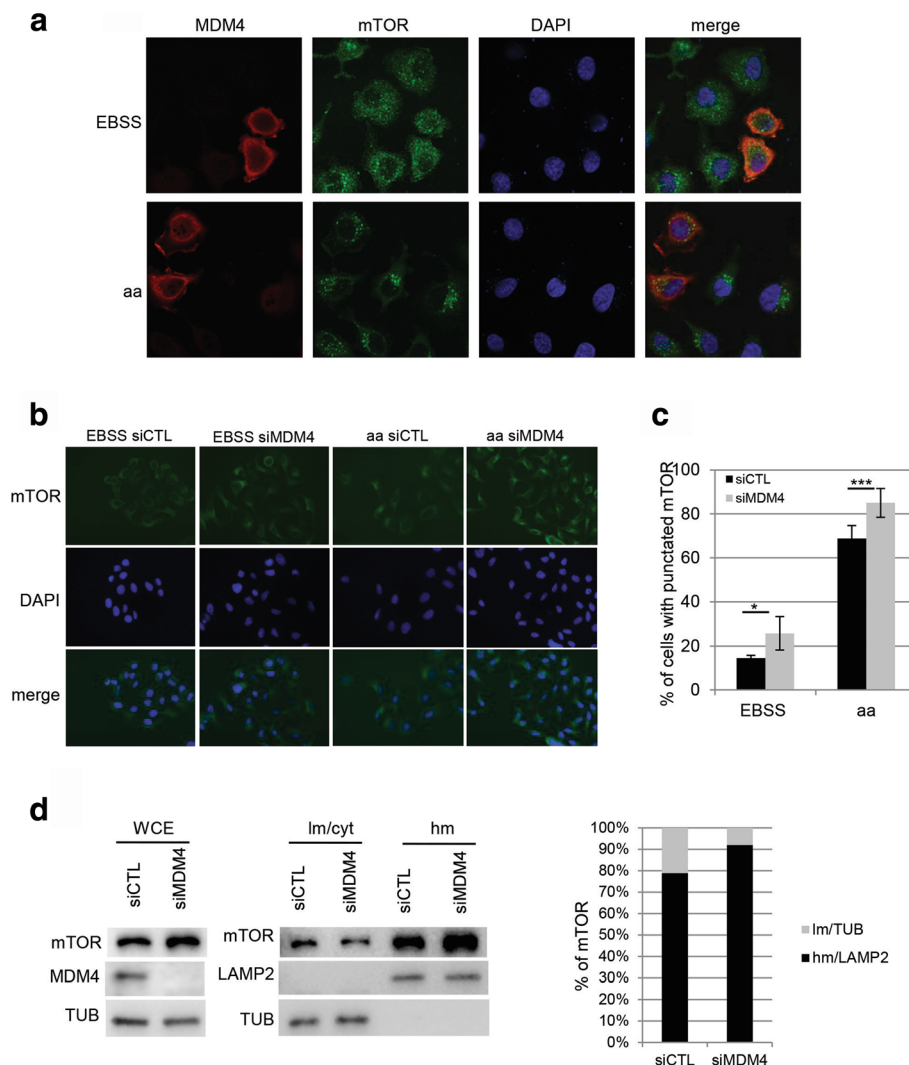 a
MDM4 mTOR DAPI merge
EBSS
aa
b
EBSS siCTL EBSS siMDM4 aa siCTL aa siMDM4
mTOR
DAPI
merge
c
% of cells with punctated mTOR
100
80
60
40
20
0
siCTL
siMDM4
*
***
EBSS aa
d
WCE
siCTL siMDM4
mTOR
MDM4
TUB
lm/cyt hm
siCTL siMDM4 siCTL siMDM4
mTOR
LAMP2
TUB
% of mTOR
100%
90%
80%
70%
60%
50%
40%
30%
20%
10%
0%
siCTL siMDM4
lm/TUB
hm/LAMP2